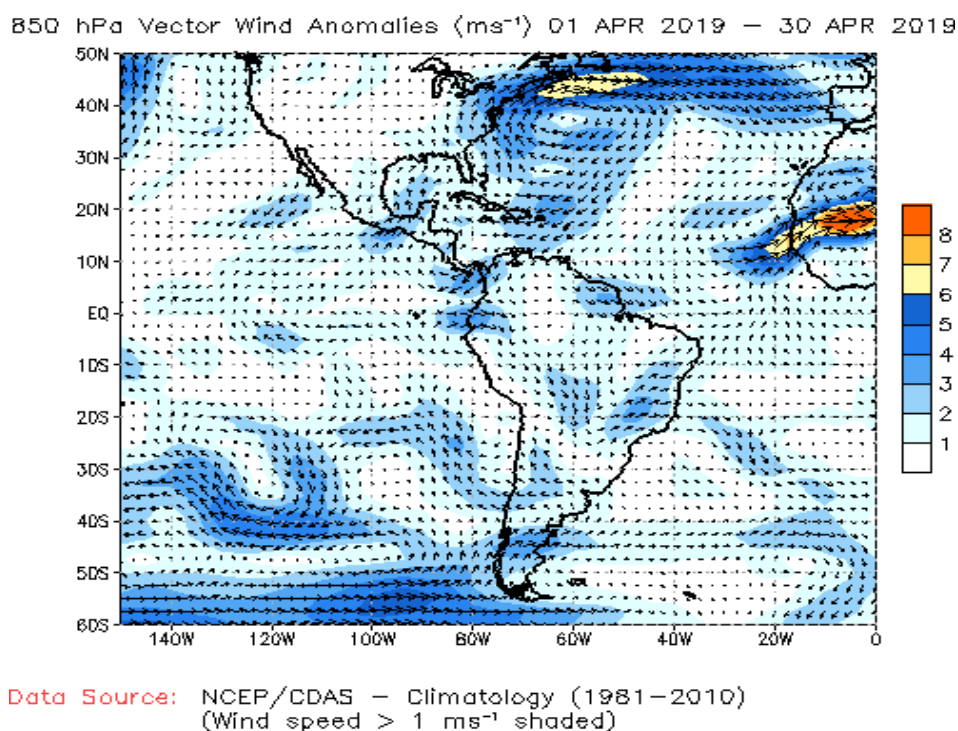 850 hPa Vector Wind Anomalies (ms⁻¹) 01 APR 2019 – 30 APR 2019
50N
40N
30N
20N
10N
EQ
10S
20S
30S
40S
50S
60S
140W 120W 100W 80W 60W 40W 20W 0
8
7
6
5
4
3
2
1
Data Source: NCEP/CDAS – Climatology (1981–2010)
(Wind speed > 1 ms⁻¹ shaded)